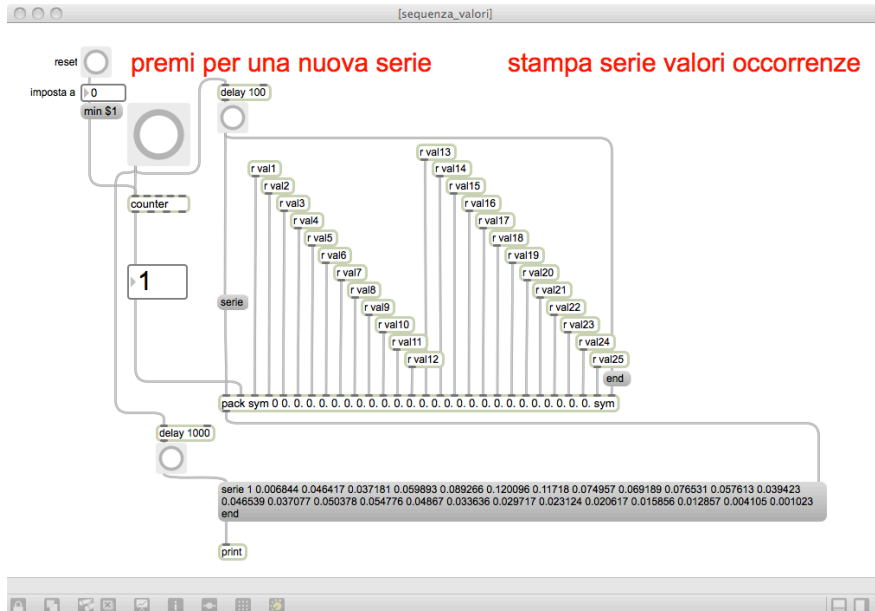 [sequenza_valori]
reset
premi per una nuova serie
stampa serie valori occorrenze
imposta a
0
delay 100
min $1
r val13
r val1
r val14
r val2
r val15
counter
r val3
r val16
r val4
r val17
r val5
r val18
r val6
r val19
r val7
r val20
1
r val8
r val21
serie
r val9
r val22
r val10
r val23
r val11
r val24
r val12
r val25
end
pack sym 0 0. 0. 0. 0. 0. 0. 0. 0. 0. 0. 0. 0. 0. 0. 0. 0. 0. 0. 0. 0. 0. 0. 0. 0. 0. sym
delay 1000
serie 1 0.006844 0.046417 0.037181 0.059893 0.089266 0.120096 0.11718 0.074957 0.069189 0.076531 0.057613 0.039423
0.046539 0.037077 0.050378 0.054776 0.04867 0.033636 0.029717 0.023124 0.020617 0.015856 0.012857 0.004105 0.001023
end
print